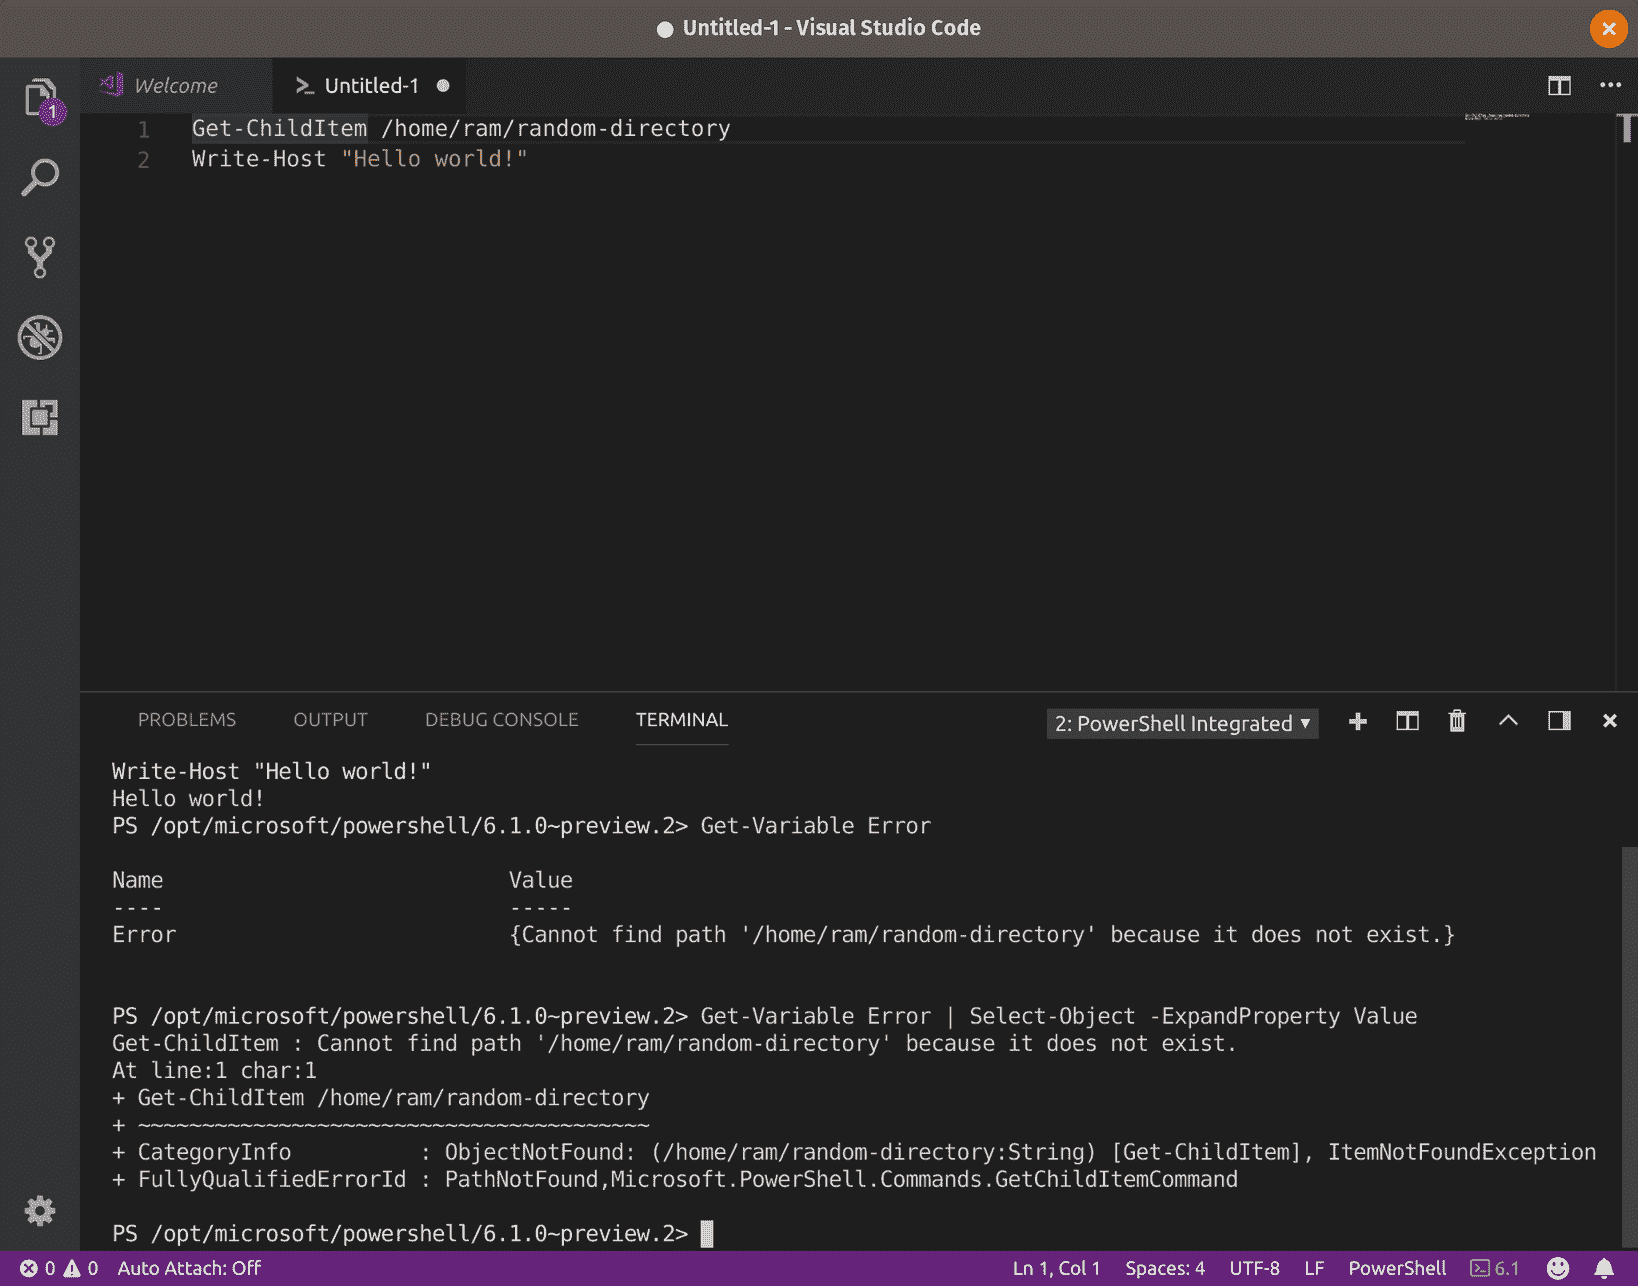 Untitled-1 - Visual Studio Code
Welcome
Untitled-1
1
1 Get-ChildItem /home/ram/random-directory
2 Write-Host "Hello world!"
PROBLEMS OUTPUT DEBUG CONSOLE TERMINAL 2: PowerShell Integrated
Write-Host "Hello world!"
Hello world!
PS /opt/microsoft/powershell/6.1.0~preview.2> Get-Variable Error
Name Value
---- -----
Error {Cannot find path '/home/ram/random-directory' because it does not exist.}
PS /opt/microsoft/powershell/6.1.0~preview.2> Get-Variable Error | Select-Object -ExpandProperty Value
Get-ChildItem : Cannot find path '/home/ram/random-directory' because it does not exist.
At line:1 char:1
+ Get-ChildItem /home/ram/random-directory
+ ~~~~~~~~~~~~~~~~~~~~~~~~~~~~~~~~~~~~~~~~
+ CategoryInfo : ObjectNotFound: (/home/ram/random-directory:String) [Get-ChildItem], ItemNotFoundException
+ FullyQualifiedErrorId : PathNotFound,Microsoft.PowerShell.Commands.GetChildItemCommand
PS /opt/microsoft/powershell/6.1.0~preview.2>
0 0 Auto Attach: Off Ln 1, Col 1 Spaces: 4 UTF-8 LF PowerShell 6.1